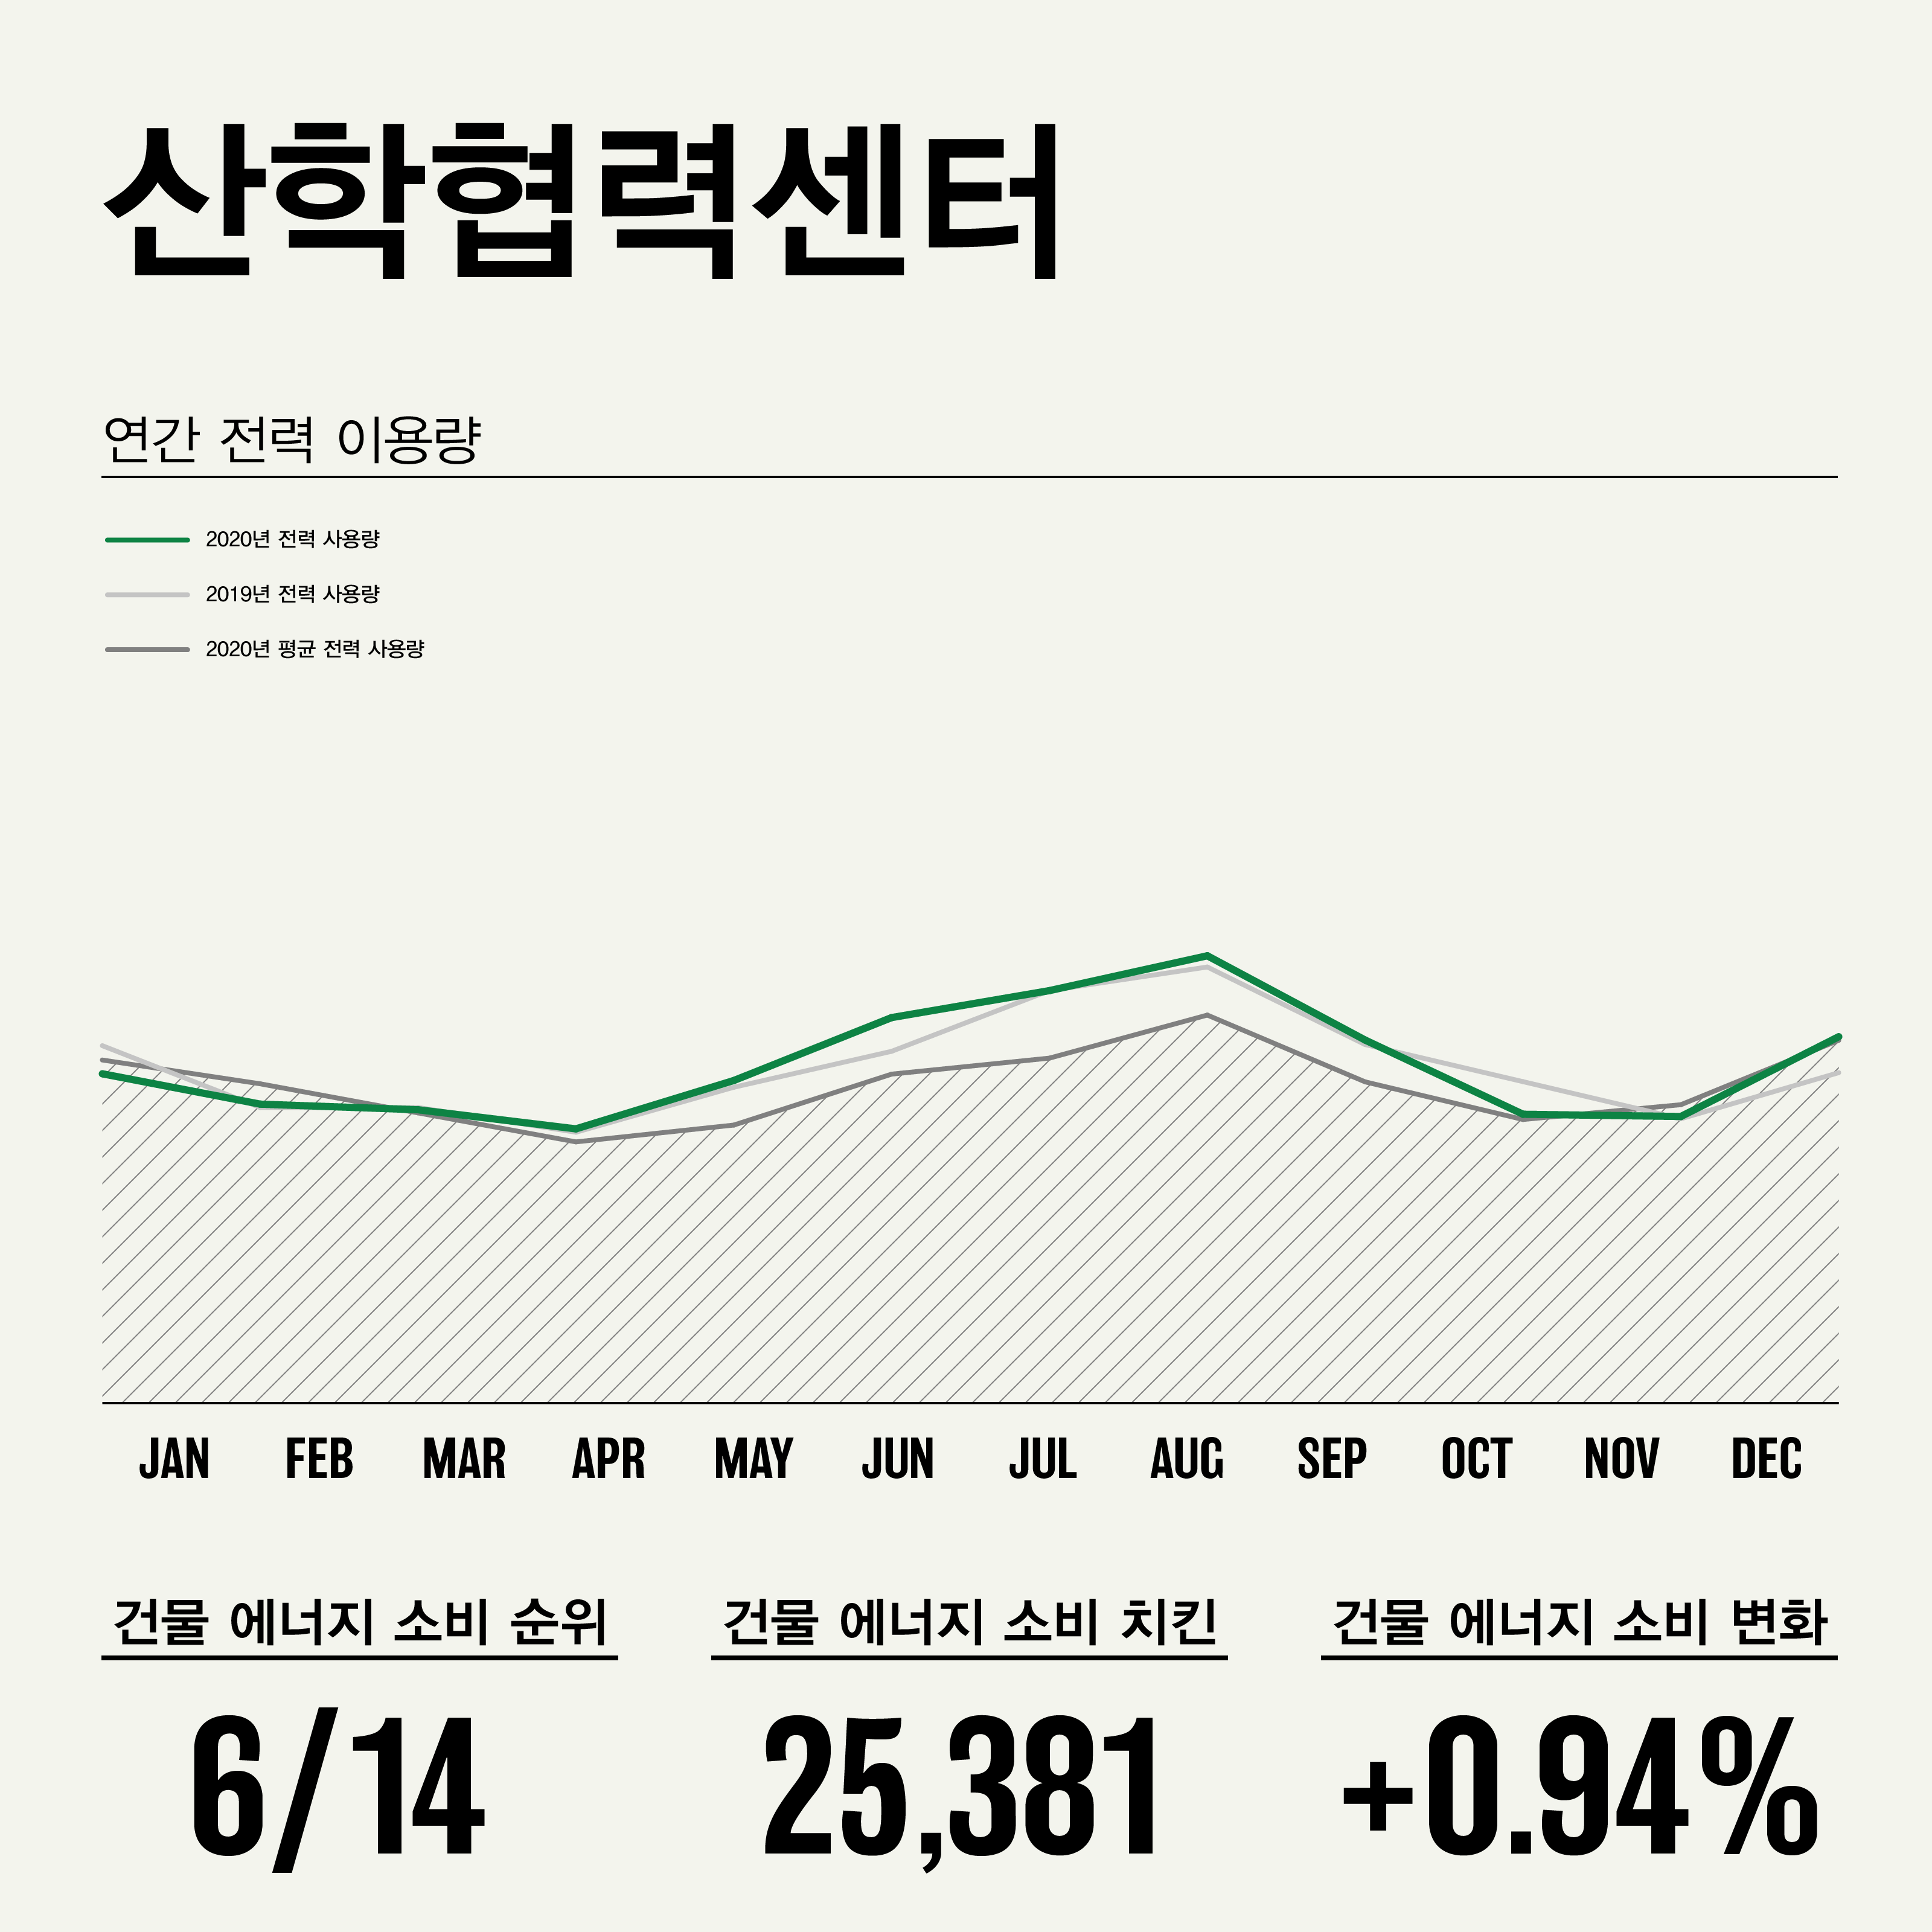 산학협력센터
연간 전력 이용량
2020년 전력 사용량
2019년 전력 사용량
2020년 평균 전력 사용량
JAN FEB MAR APR MAY JUN JUL AUG SEP OCT NOV DEC
건물 에너지 소비 순위 건물 에너지 소비 치킨 건물 에너지 소비 변화
6/14 25,381 +0.94%